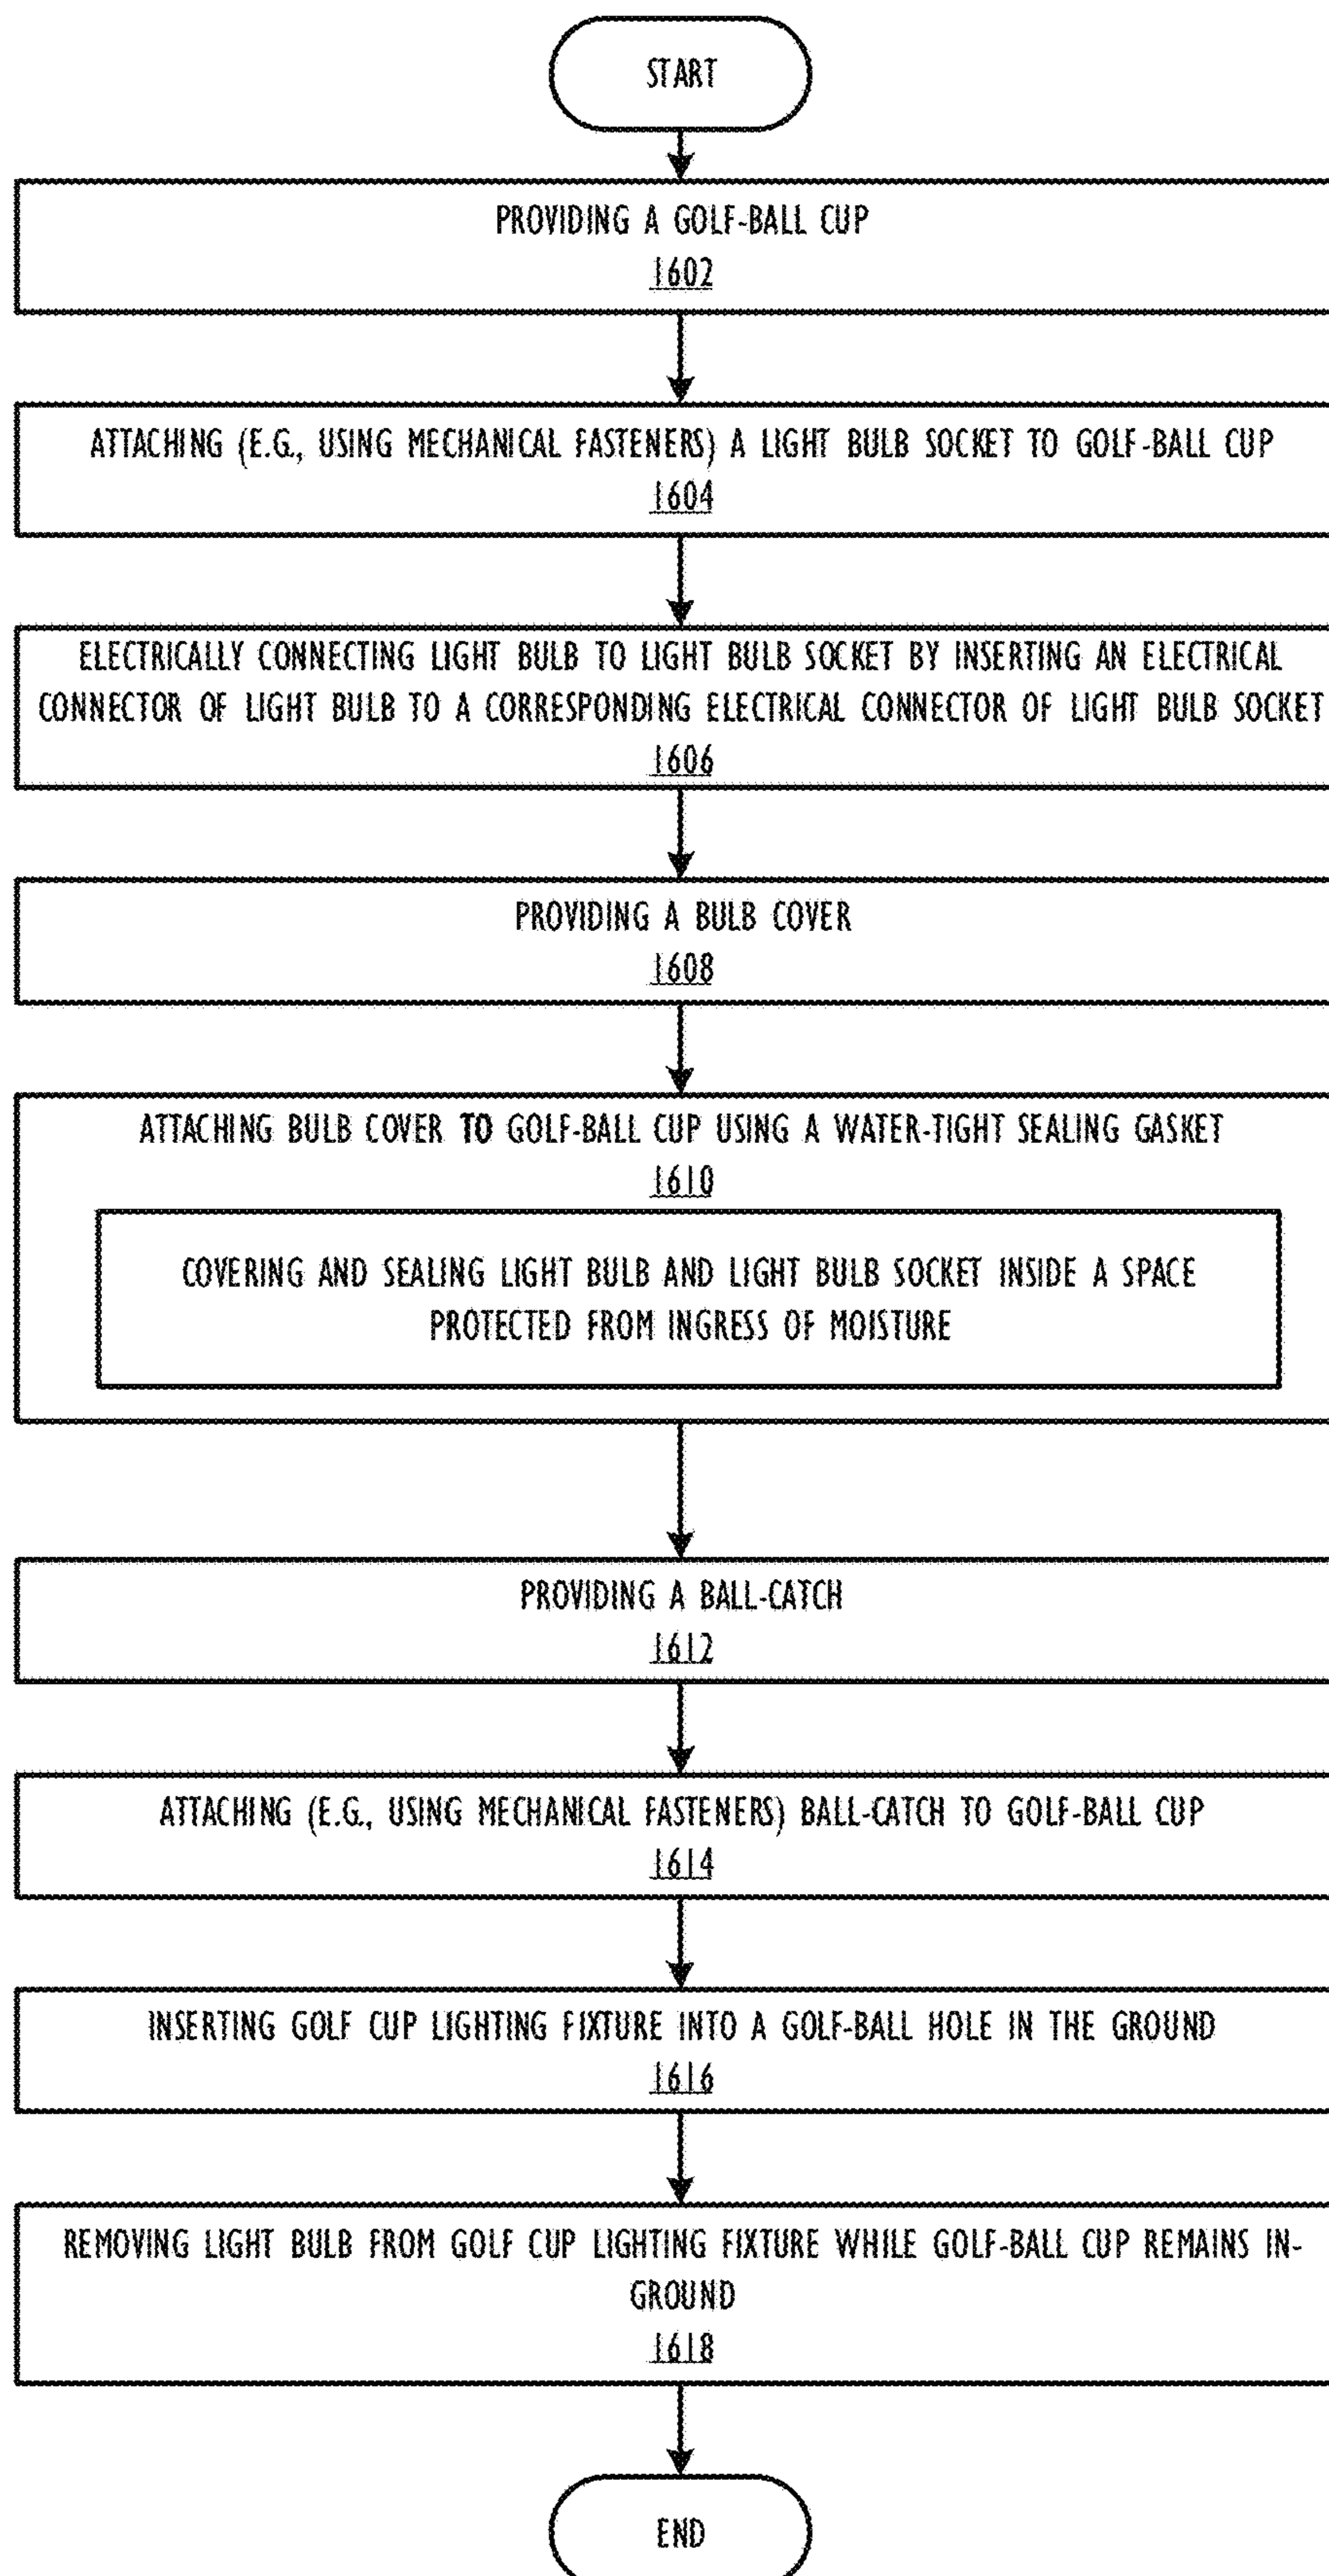 START
PROVIDING A GOLF-BALL CUP
1602
ATTACHING (E.G., USING MECHANICAL FASTENERS) A LIGHT BULB SOCKET TO GOLF-BALL CUP
1604
ELECTRICALLY CONNECTING LIGHT BULB TO LIGHT BULB SOCKET BY INSERTING AN ELECTRICAL
CONNECTOR OF LIGHT BULB TO A CORRESPONDING ELECTRICAL CONNECTOR OF LIGHT BULB SOCKET
1606
PROVIDING A BULB COVER
1608
ATTACHING BULB COVER TO GOLF-BALL CUP USING A WATER-TIGHT SEALING GASKET
1610
COVERING AND SEALING LIGHT BULB AND LIGHT BULB SOCKET INSIDE A SPACE
PROTECTED FROM INGRESS OF MOISTURE
PROVIDING A BALL-CATCH
1612
ATTACHING (E.G., USING MECHANICAL FASTENERS) BALL-CATCH TO GOLF-BALL CUP
1614
INSERTING GOLF CUP LIGHTING FIXTURE INTO A GOLF-BALL HOLE IN THE GROUND
1616
REMOVING LIGHT BULB FROM GOLF CUP LIGHTING FIXTURE WHILE GOLF-BALL CUP REMAINS IN-
GROUND
1618
END